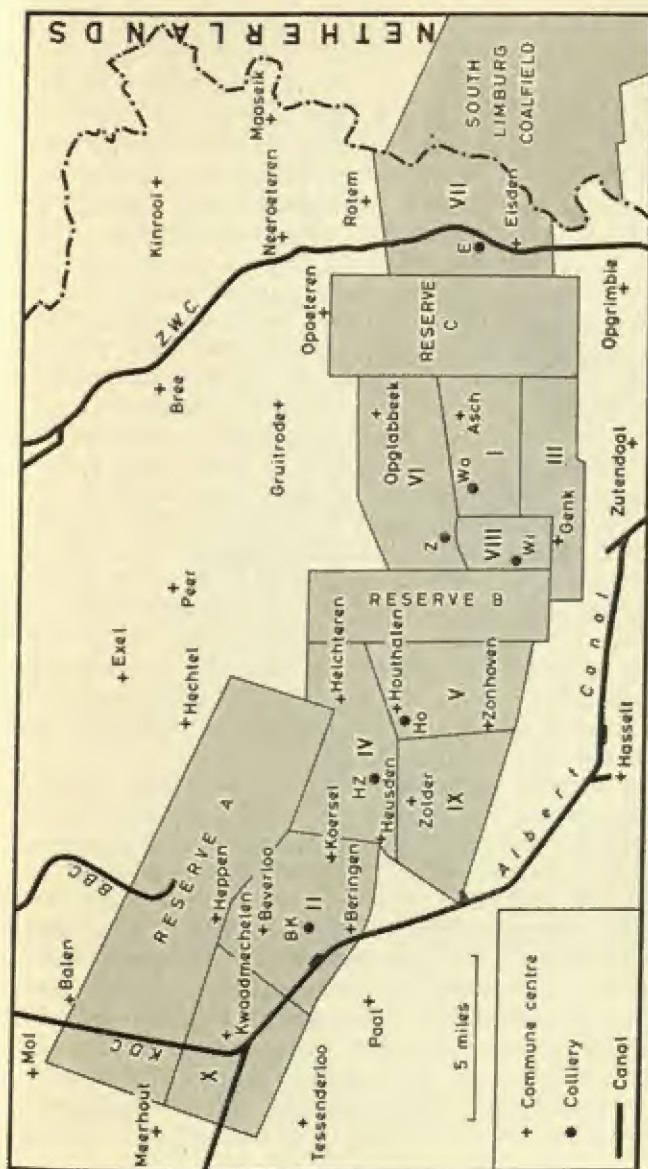 NETHERLANDS
Mol
Balen
BBC
KDC
Meerhout
X
Kwaadmechelen
RESERVE A
Heppen
Beverloo
BK
II
Beringen
Tessenderloo
Paal
Hechtel
Exel
Peer
Koersel
HZ
IV
Heusden
Zolder
IX
Helchteren
Houthalen
Ho
V
Zonhoven
RESERVE B
Albert Canal
Hasselt
Bree
ZWC
Kinrooi
Gruitrode
Opglabbeek
VI
Z
Wa
Asch
I
VIII
Wi
III
Genk
Zutendaal
Opoeteren
RESERVE
C
Neeroeteren
Maaseik
Rotem
VII
E
Eisden
Opgrimbie
SOUTH
LIMBURG
COALFIELD
5 miles
Commune centre
Colliery
Canal